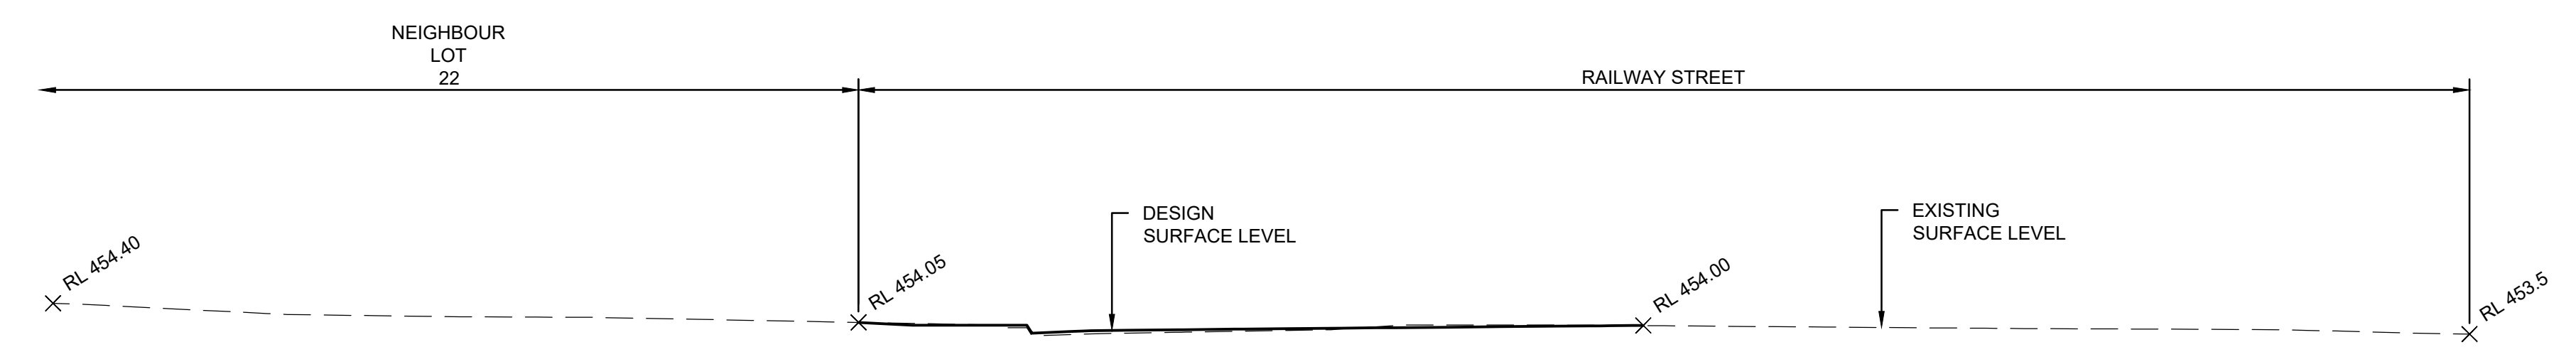 NEIGHBOUR
LOT
22
RAILWAY STREET
DESIGN
SURFACE LEVEL
EXISTING
SURFACE LEVEL
RL 454.40
RL 454.05
RL 454.00
RL 453.5